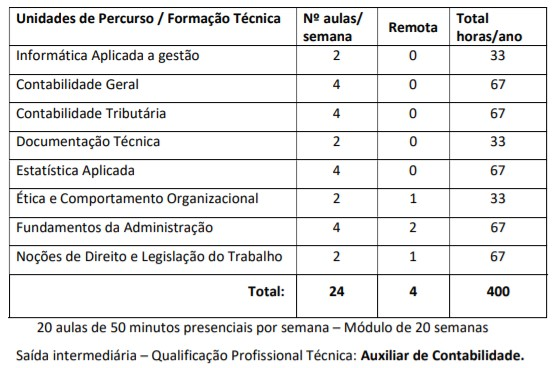 Unidades de Percurso / Formação Técnica Nº aulas/ semana Remota Total horas/ano
Informática Aplicada a gestão 2 0 33
Contabilidade Geral 4 0 67
Contabilidade Tributária 4 0 67
Documentação Técnica 2 0 33
Estatística Aplicada 4 0 67
Ética e Comportamento Organizacional 2 1 33
Fundamentos da Administração 4 2 67
Noções de Direito e Legislação do Trabalho 2 1 67
Total: 24 4 400
20 aulas de 50 minutos presenciais por semana – Módulo de 20 semanas
Saída intermediária – Qualificação Profissional Técnica: Auxiliar de Contabilidade.